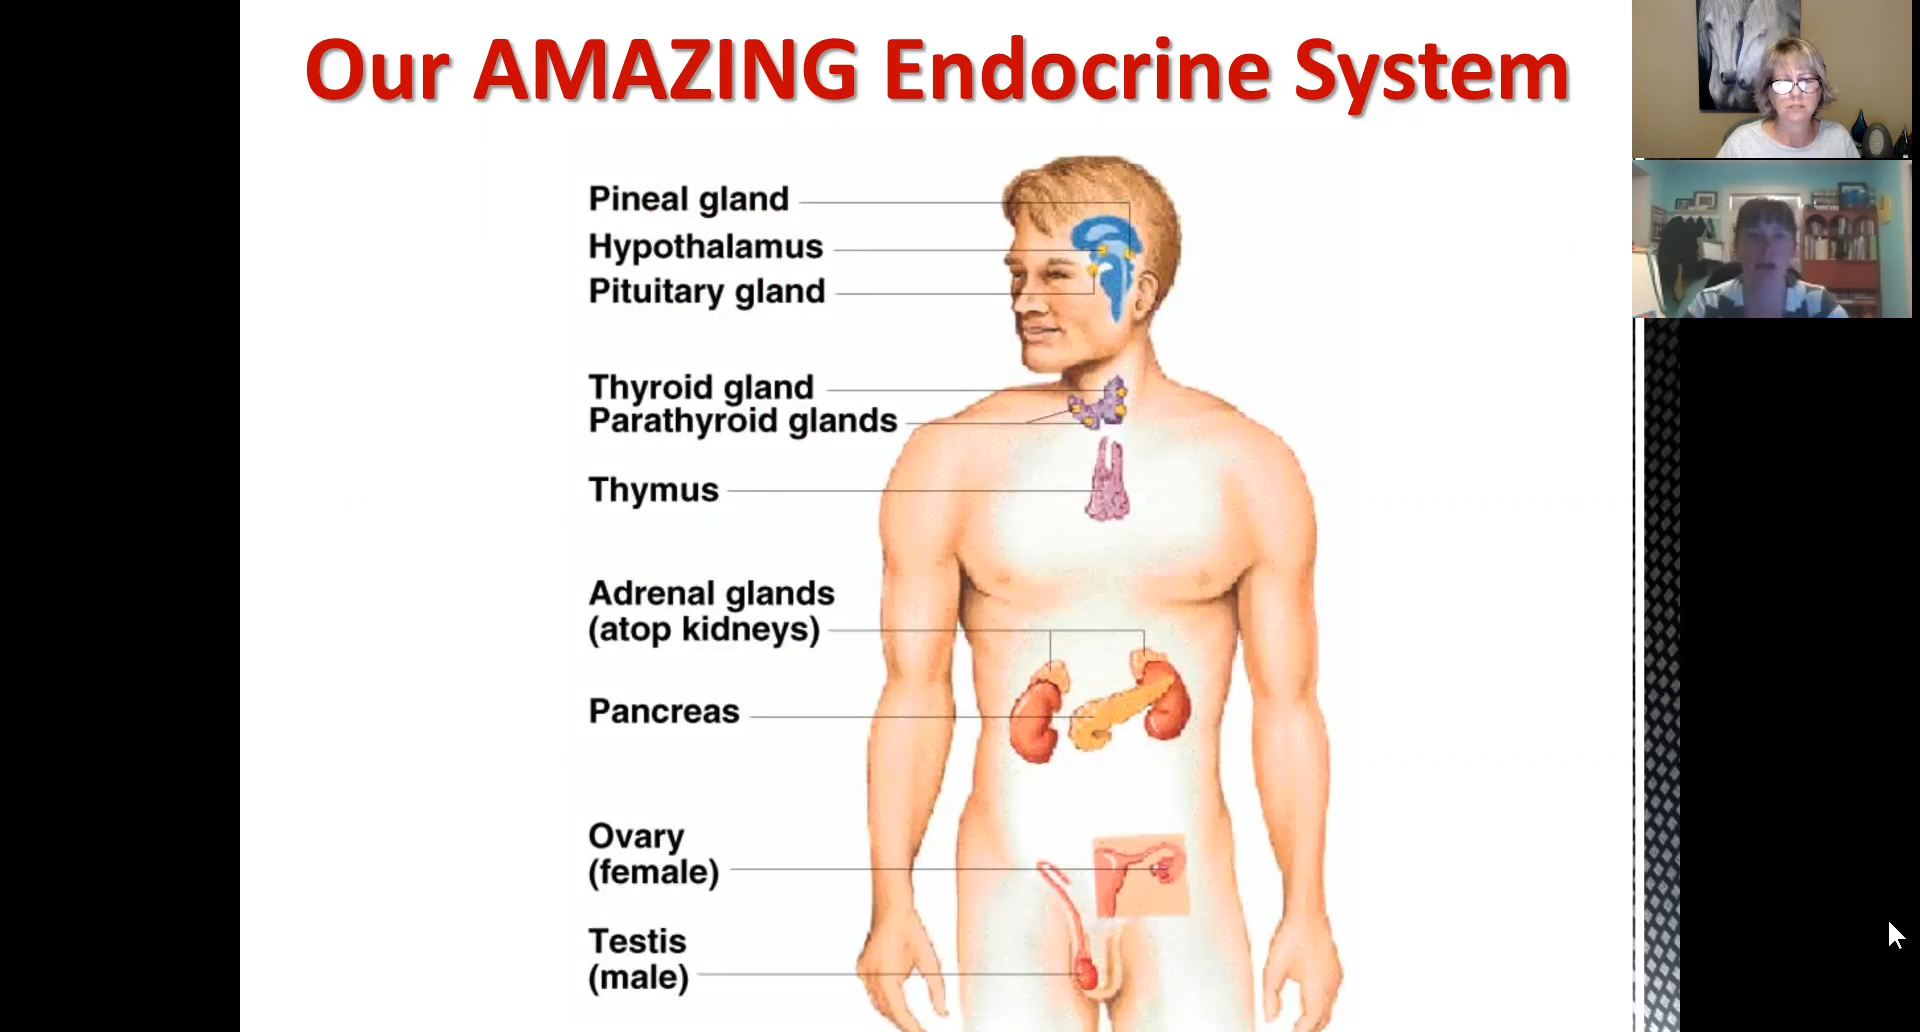 Our AMAZING Endocrine System
Pineal gland
Hypothalamus
Pituitary gland
Thyroid gland
Parathyroid glands
Thymus
Adrenal glands
(atop kidneys)
Pancreas
Ovary
(female)
Testis
(male)